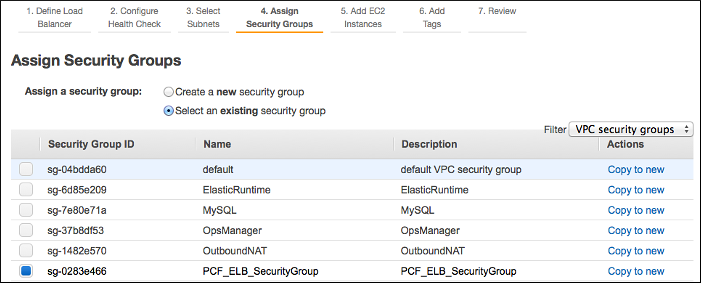 1. Define Load Balancer
2. Configure Health Check
3. Select Subnets
4. Assign Security Groups
5. Add EC2 Instances
6. Add Tags
7. Review
Assign Security Groups
Assign a security group: Create a new security group
Select an existing security group
Filter VPC security groups
Security Group ID Name Description Actions
sg-04bdda60 default default VPC security group Copy to new
sg-6d85e209 ElasticRuntime ElasticRuntime Copy to new
sg-7e80e71a MySQL MySQL Copy to new
sg-37b8df53 OpsManager OpsManager Copy to new
sg-1482e570 OutboundNAT OutboundNAT Copy to new
sg-0283e466 PCF_ELB_SecurityGroup PCF_ELB_SecurityGroup Copy to new